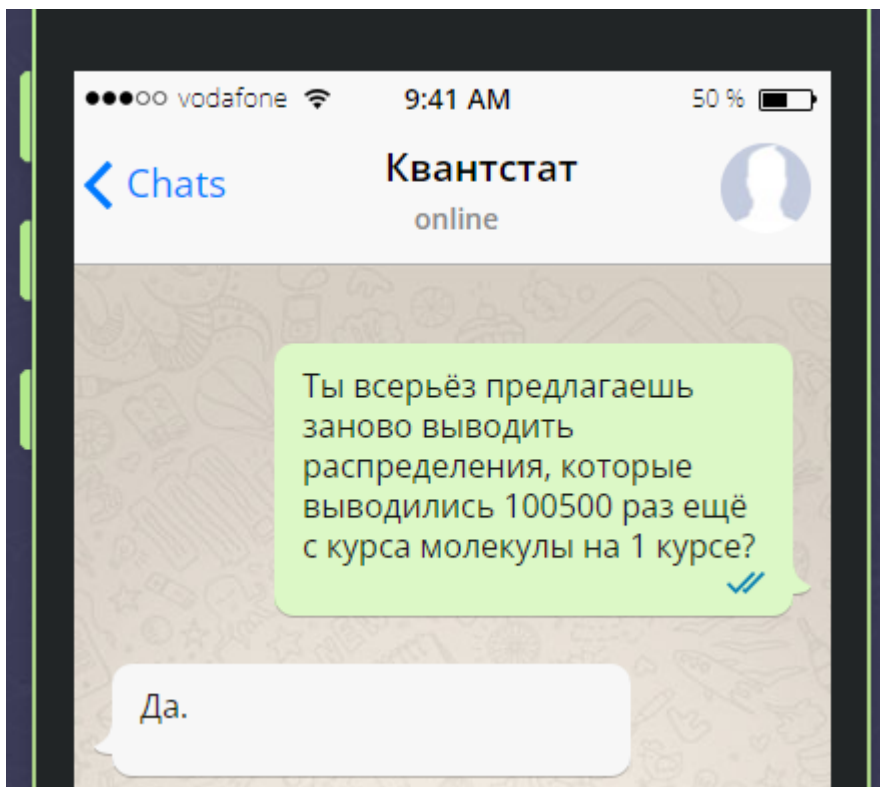 vodafone 9:41 AM 50 %
Chats Квантстат
online
Ты всерьёз предлагаешь
заново выводить
распределения, которые
выводились 100500 раз ещё
с курса молекулы на 1 курсе?
Да.